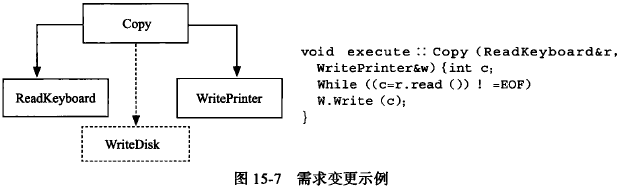 Copy
ReadKeyboard
WritePrinter
WriteDisk
void execute::Copy (ReadKeyboard&r,
WritePrinter&w) {int c;
While ((c=r.read ()) ! =EOF)
W.Write (c);
}
图 15-7 需求变更示例